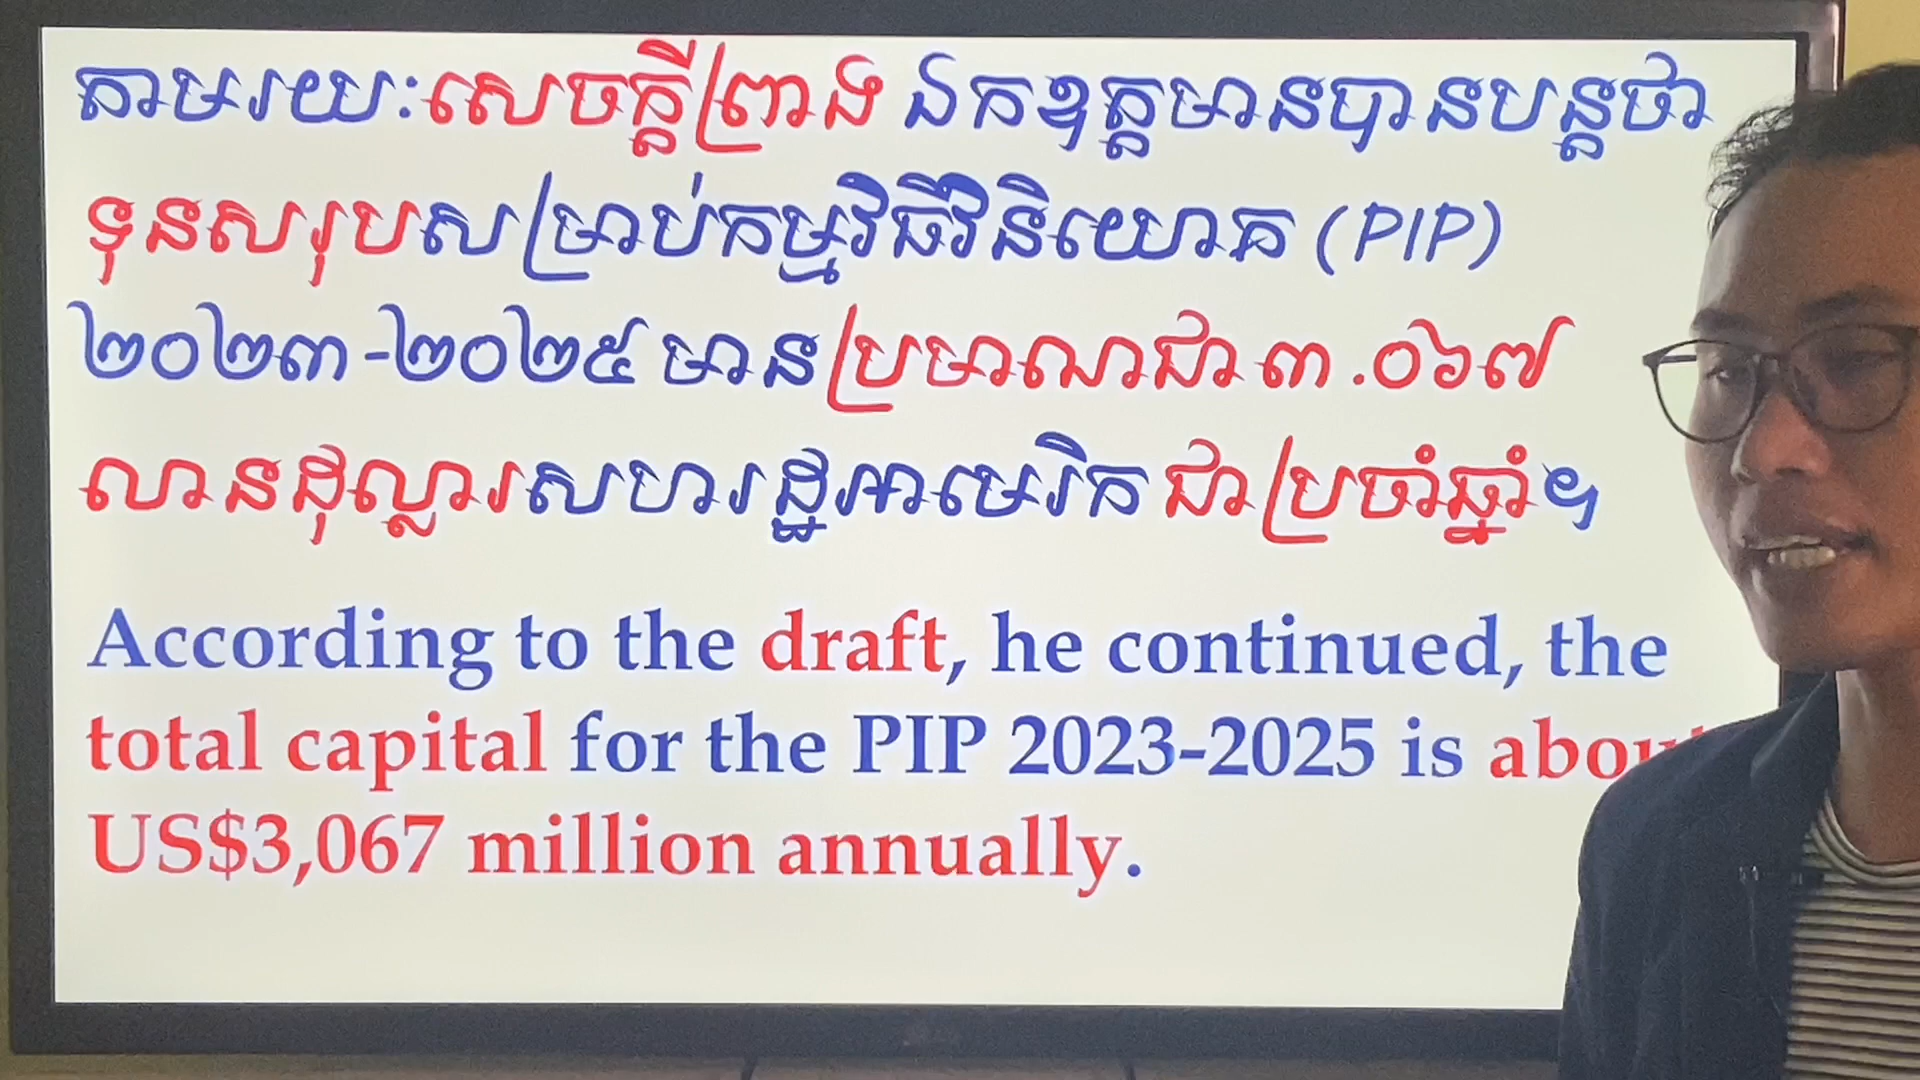 តាមរយៈសេចក្តីព្រាង ឯកឧត្តមានបានបន្តថា
ទុនសរុបសម្រាប់កម្មវិធីវិនិយោគ (PIP)
២០២៣-២០២៥ មានប្រមាណជា ៣.០៦៧
លានដុល្លារសហរដ្ឋអាមេរិក ជាប្រចាំឆ្នាំ។
According to the draft, he continued, the
total capital for the PIP 2023-2025 is about
US$3,067 million annually.